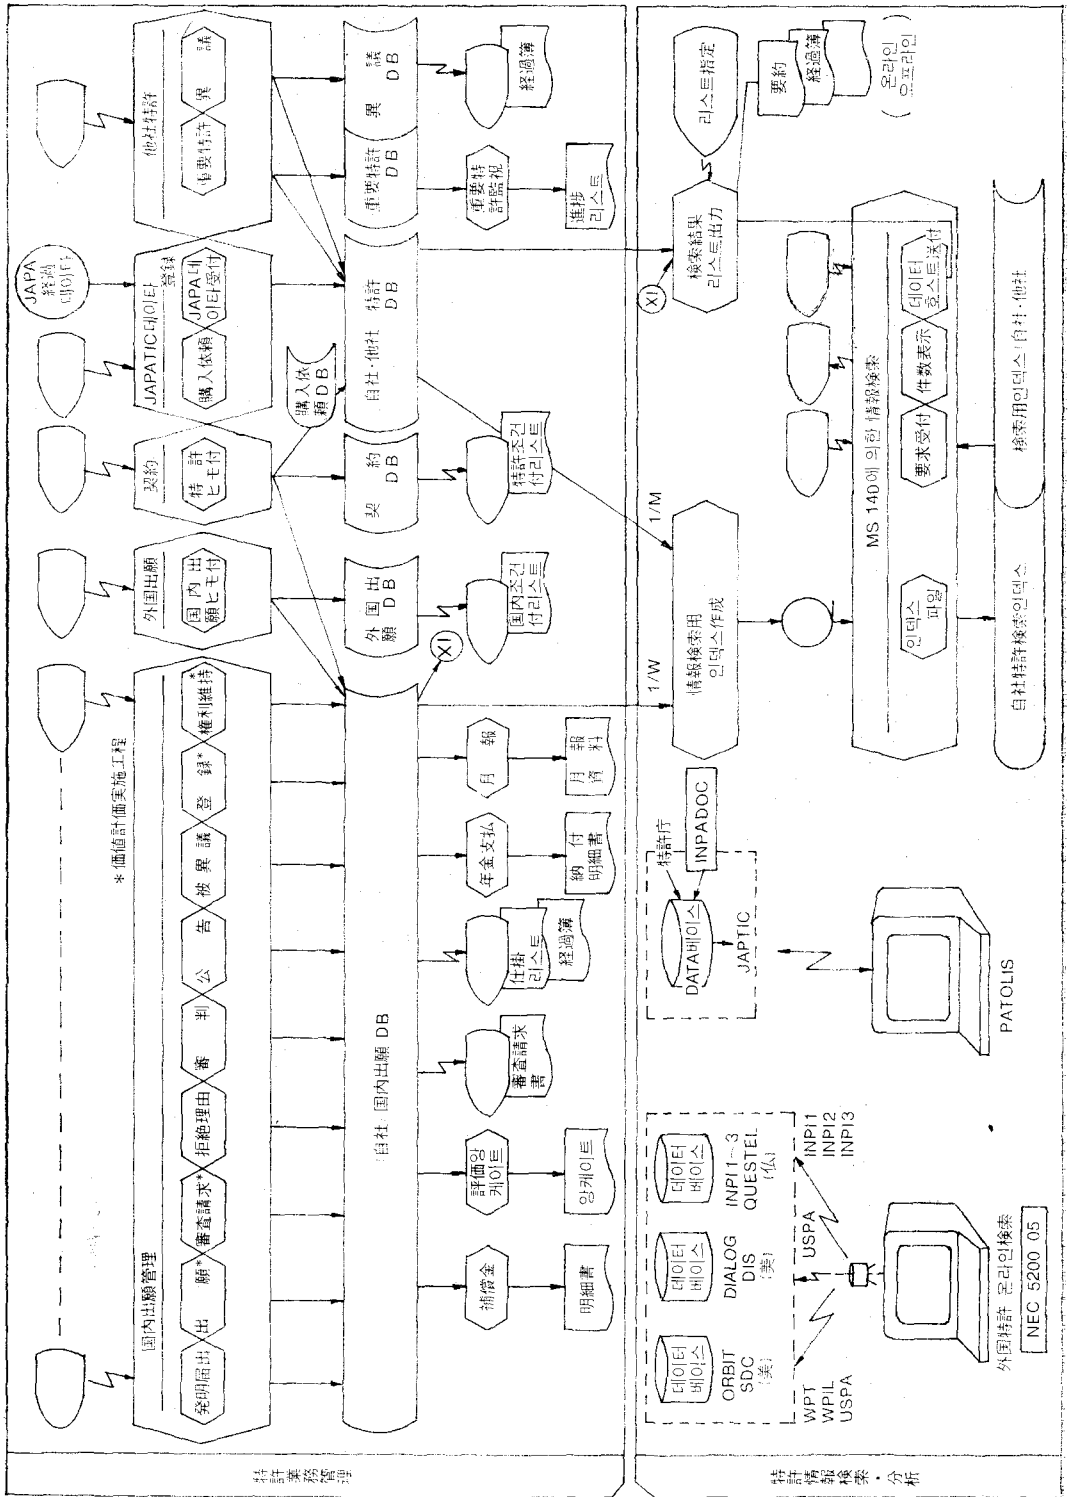 特許業務管理
国内出願管理
発明届出
出願*
審査請求*
拒絶理由
審判
公告
被異議
登録*
権利維持*
*価値計価実施工程
外国出願
国内出
願ヒモ付
契約
特許
ヒモ付
JAPATIC데이타
登録
購入依頼
JAPA데
이타受付
JAPA
経過
데이타
他社特許
重要特許
異議
自社·国内出願 DB
外国出
願 DB
契約
DB
購入依
頼DB
自社·他社 特許
DB
重要特許
DB
異議
DB
補償金
明細書
評価앙
케이트
앙케이트
審査請求
書
仕掛
리스트
経過簿
年金支払
納付
明細書
月報
月報
資料
XI
国内조건
付리스트
特許조건
付리스트
重要特
許監視
進捗
리스트
経過簿
特許情報検索·分析
데이터
베이스
ORBIT
SDC
(美)
데이터
베이스
DIALOG
DIS
(美)
데이터
베이스
INPI1~3
QUESTEL
(仏)
WPT
WPIL
USPA
USPA
INPI1
INPI2
INPI3
外国特許 온라인検索
NEC 5200 05
特許庁
INPADOC
DATA베이스
JAPTIC
PATOLIS
1/W
1/M
情報検索用
인덱스作成
XI
検索結果
리스트出力
리스트指定
要約
経過簿
(온라인
오프라인)
MS 140에 의한 情報検索
인덱스
파일
要求受付
件数表示
데이터
호스트送付
自社特許検索인덱스
検索用인덱스/自社·他社